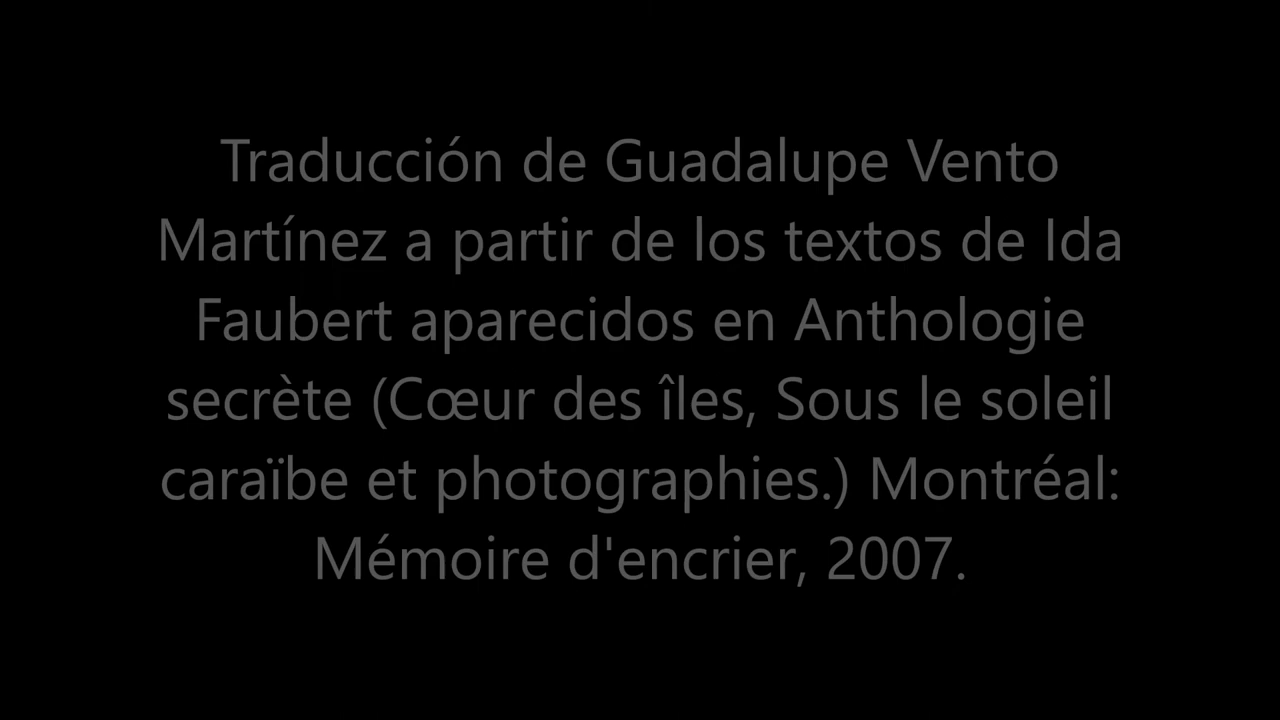 Traducción de Guadalupe Vento
Martínez a partir de los textos de Ida
Faubert aparecidos en Anthologie
secrète (Cœur des îles, Sous le soleil
caraïbe et photographies.) Montréal:
Mémoire d'encrier, 2007.